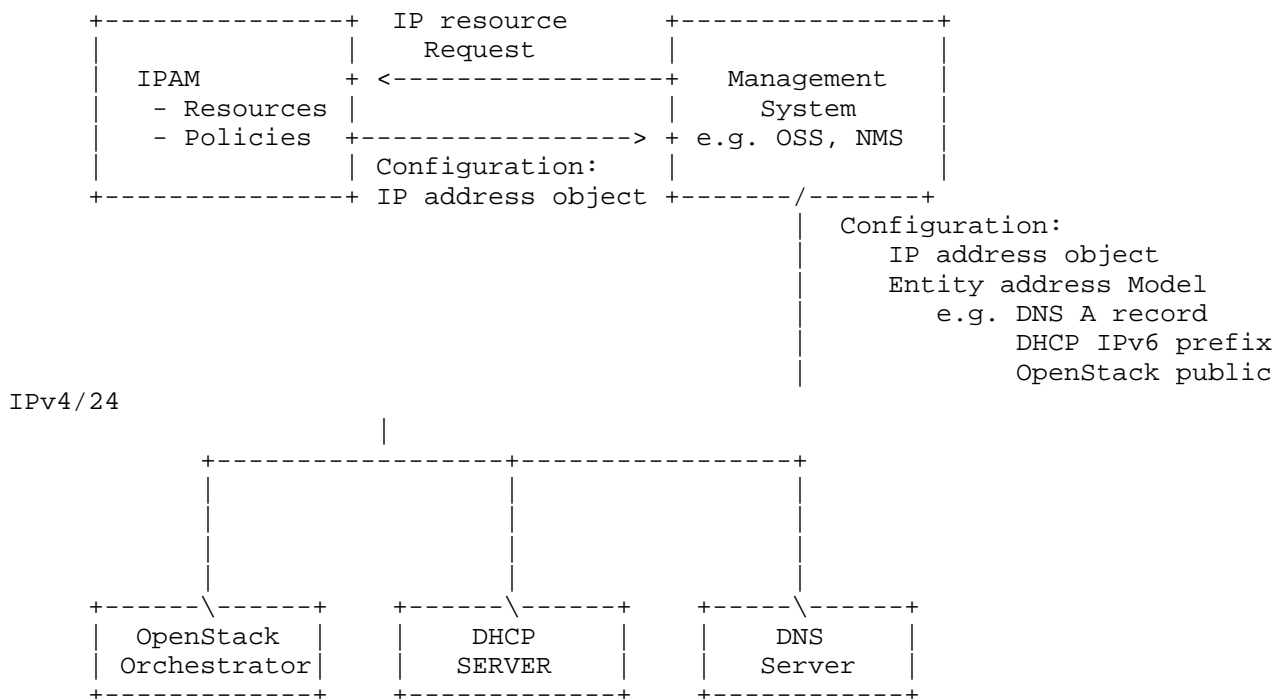 IP resource
Request
IPAM <- Management
- Resources System
- Policies -> e.g. OSS, NMS
Configuration:
IP address object
Configuration:
IP address object
Entity address Model
e.g. DNS A record
DHCP IPv6 prefix
OpenStack public
IPv4/24
OpenStack DHCP DNS
Orchestrator SERVER Server